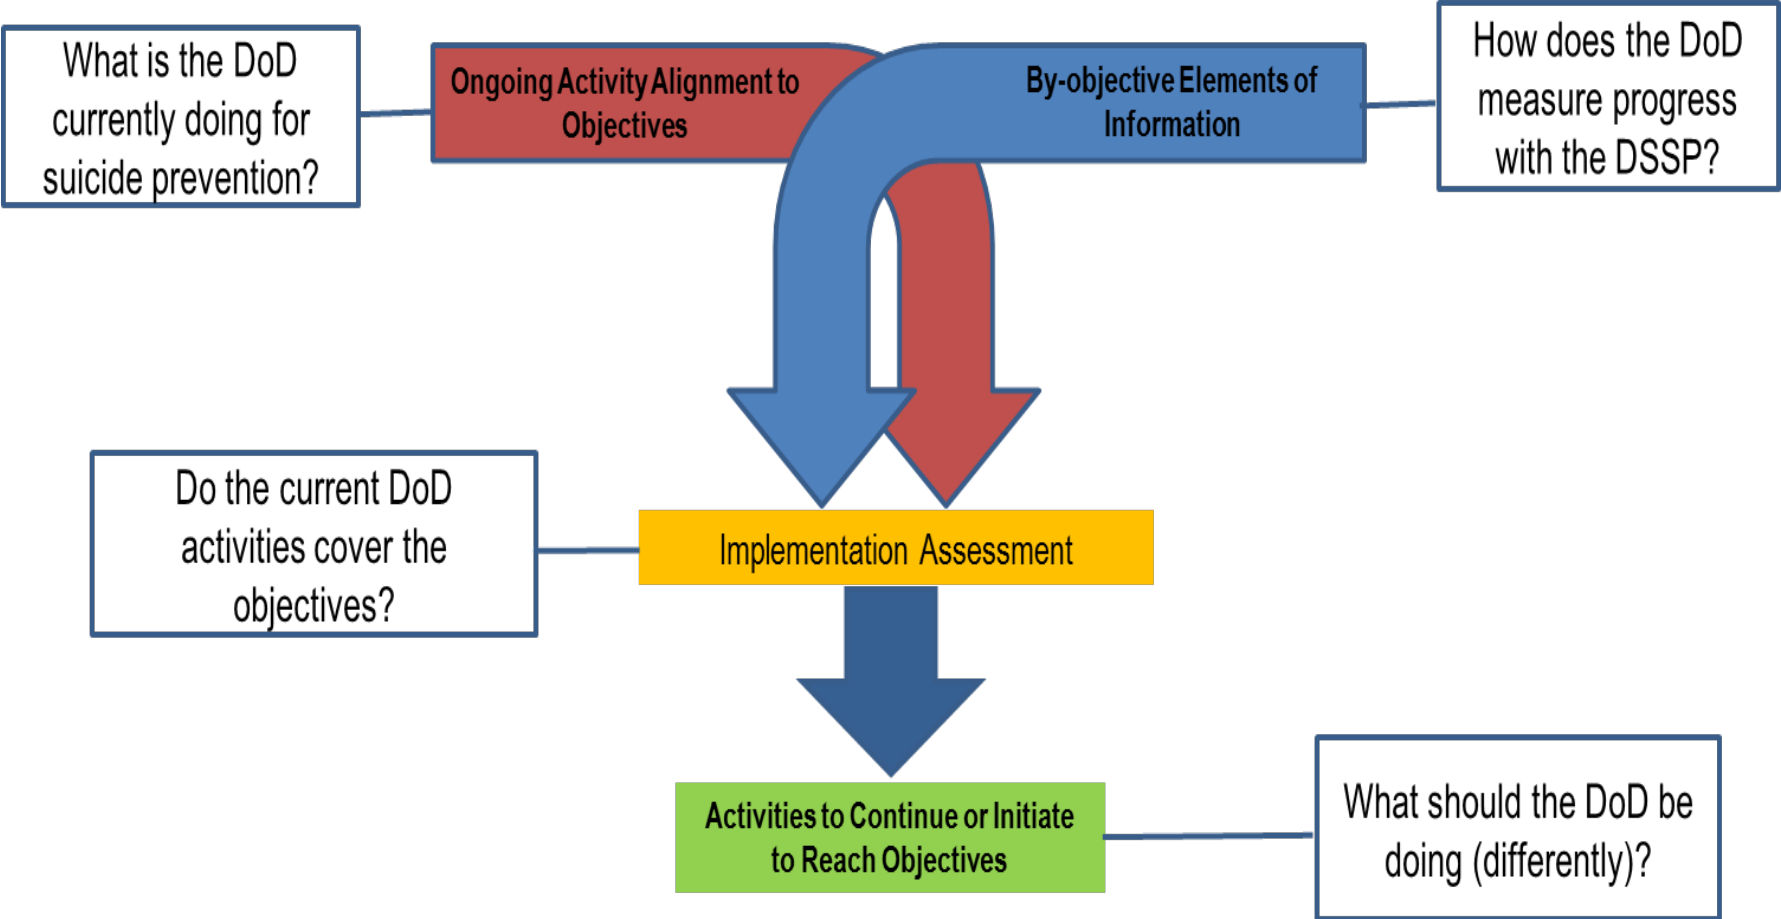 What is the DoD
currently doing for
suicide prevention?
Ongoing Activity Alignment to
Objectives
By-objective Elements of
Information
How does the DoD
measure progress
with the DSSP?
Do the current DoD
activities cover the
objectives?
Implementation Assessment
Activities to Continue or Initiate
to Reach Objectives
What should the DoD be
doing (differently)?